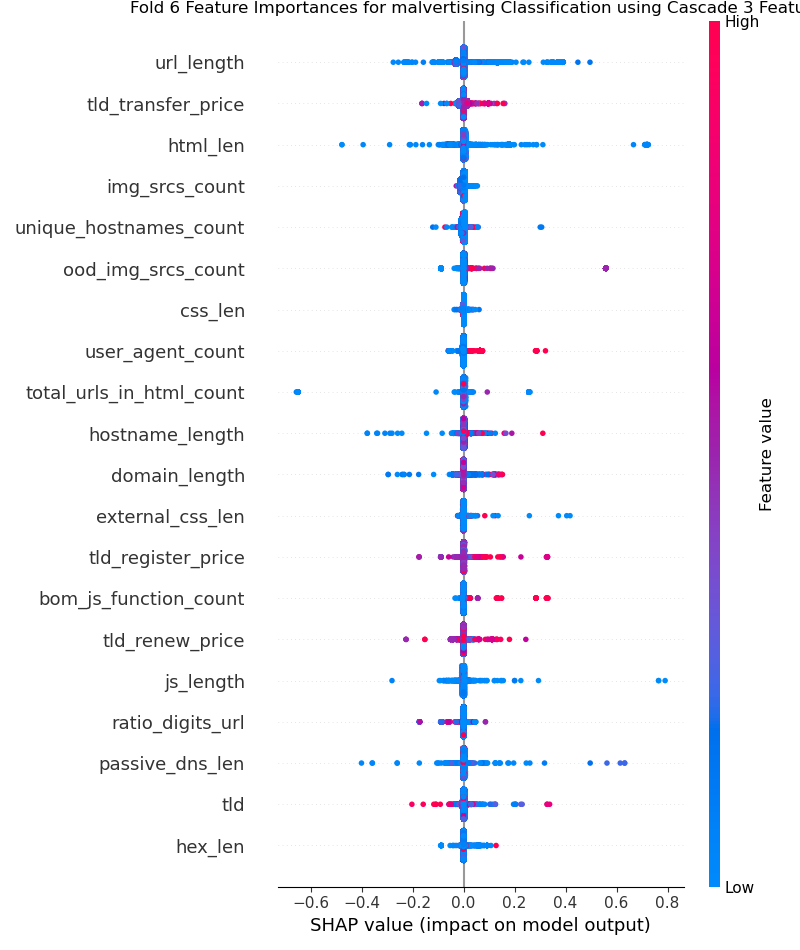 Fold 6 Feature Importances for malvertising Classification using Cascade 3 Featu
High
url_length
tld_transfer_price
html_len
img_srcs_count
unique_hostnames_count
ood_img_srcs_count
css_len
user_agent_count
total_urls_in_html_count
hostname_length
domain_length
external_css_len
tld_register_price
bom_js_function_count
tld_renew_price
js_length
ratio_digits_url
passive_dns_len
tld
hex_len
Feature value
Low
−0.6 −0.4 −0.2 0.0 0.2 0.4 0.6 0.8
SHAP value (impact on model output)